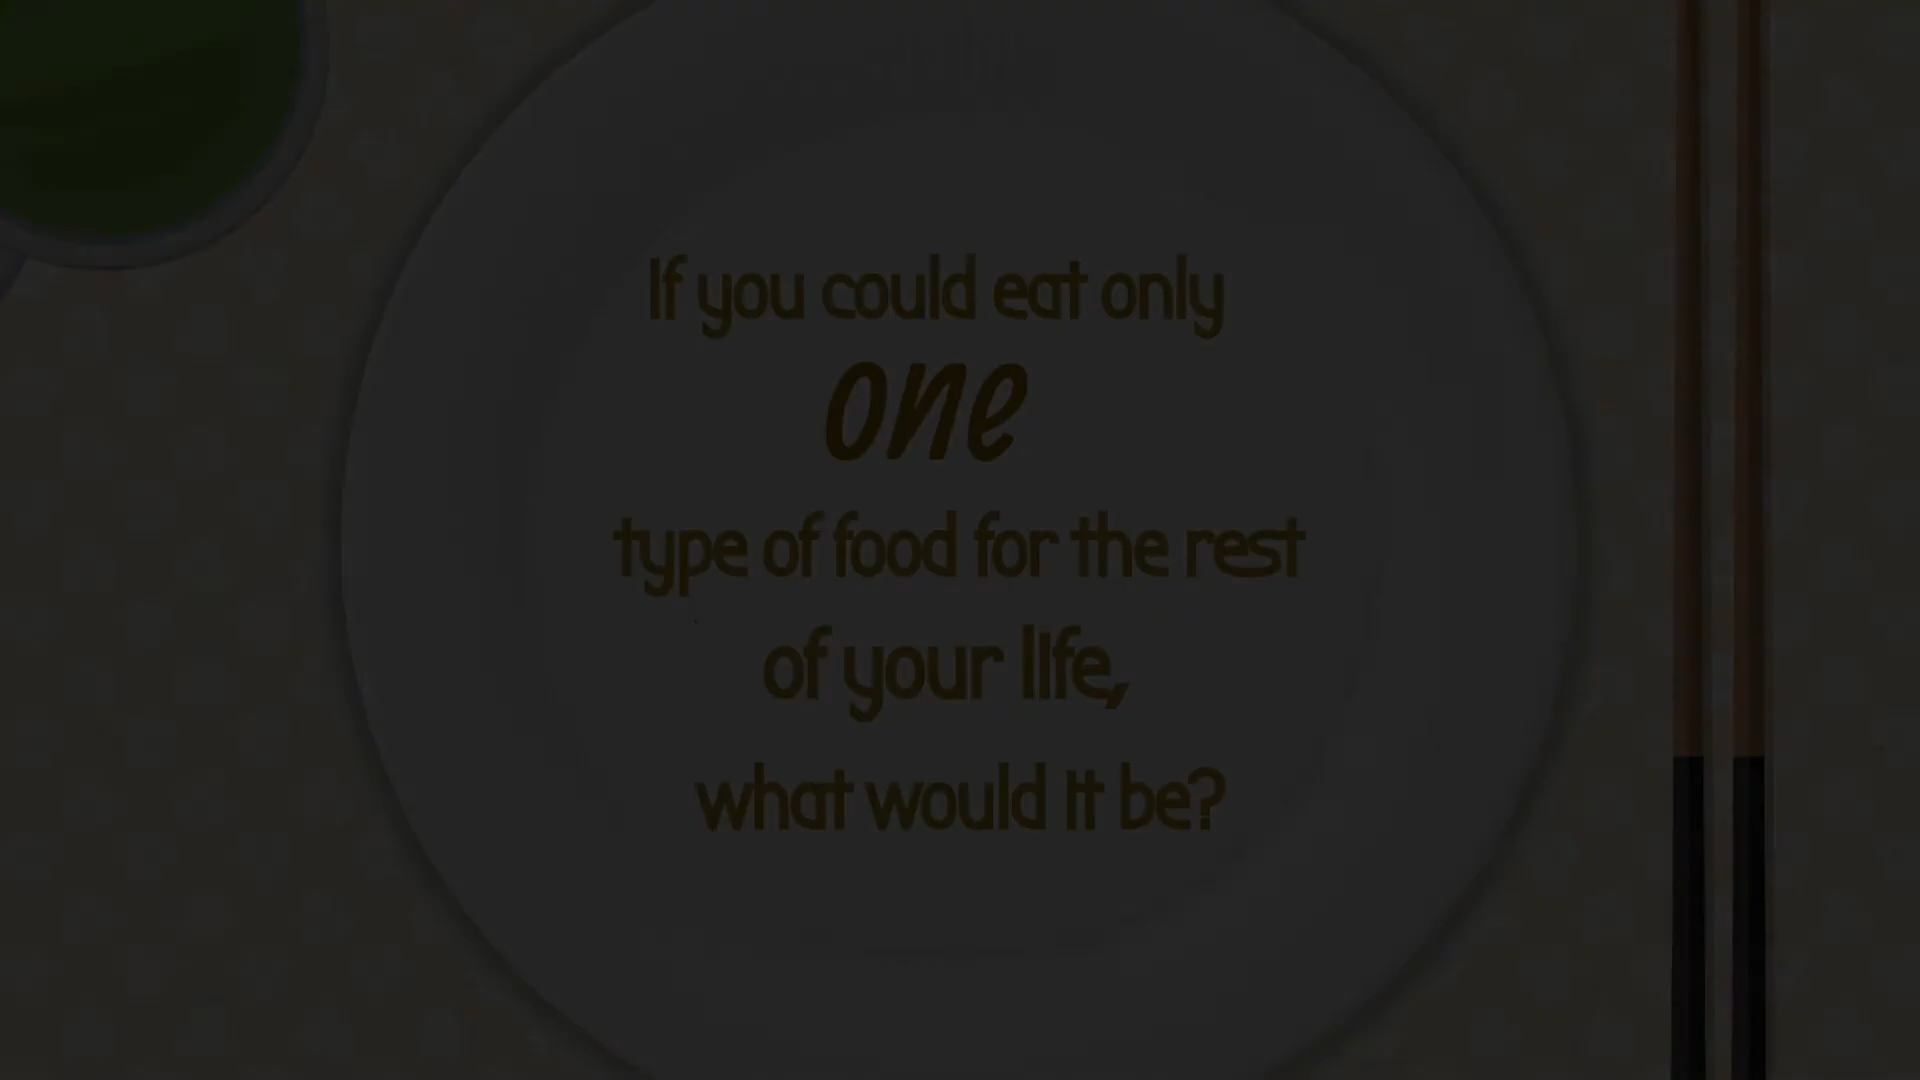 If you could eat only
one
type of food for the rest
of your life,
what would it be?